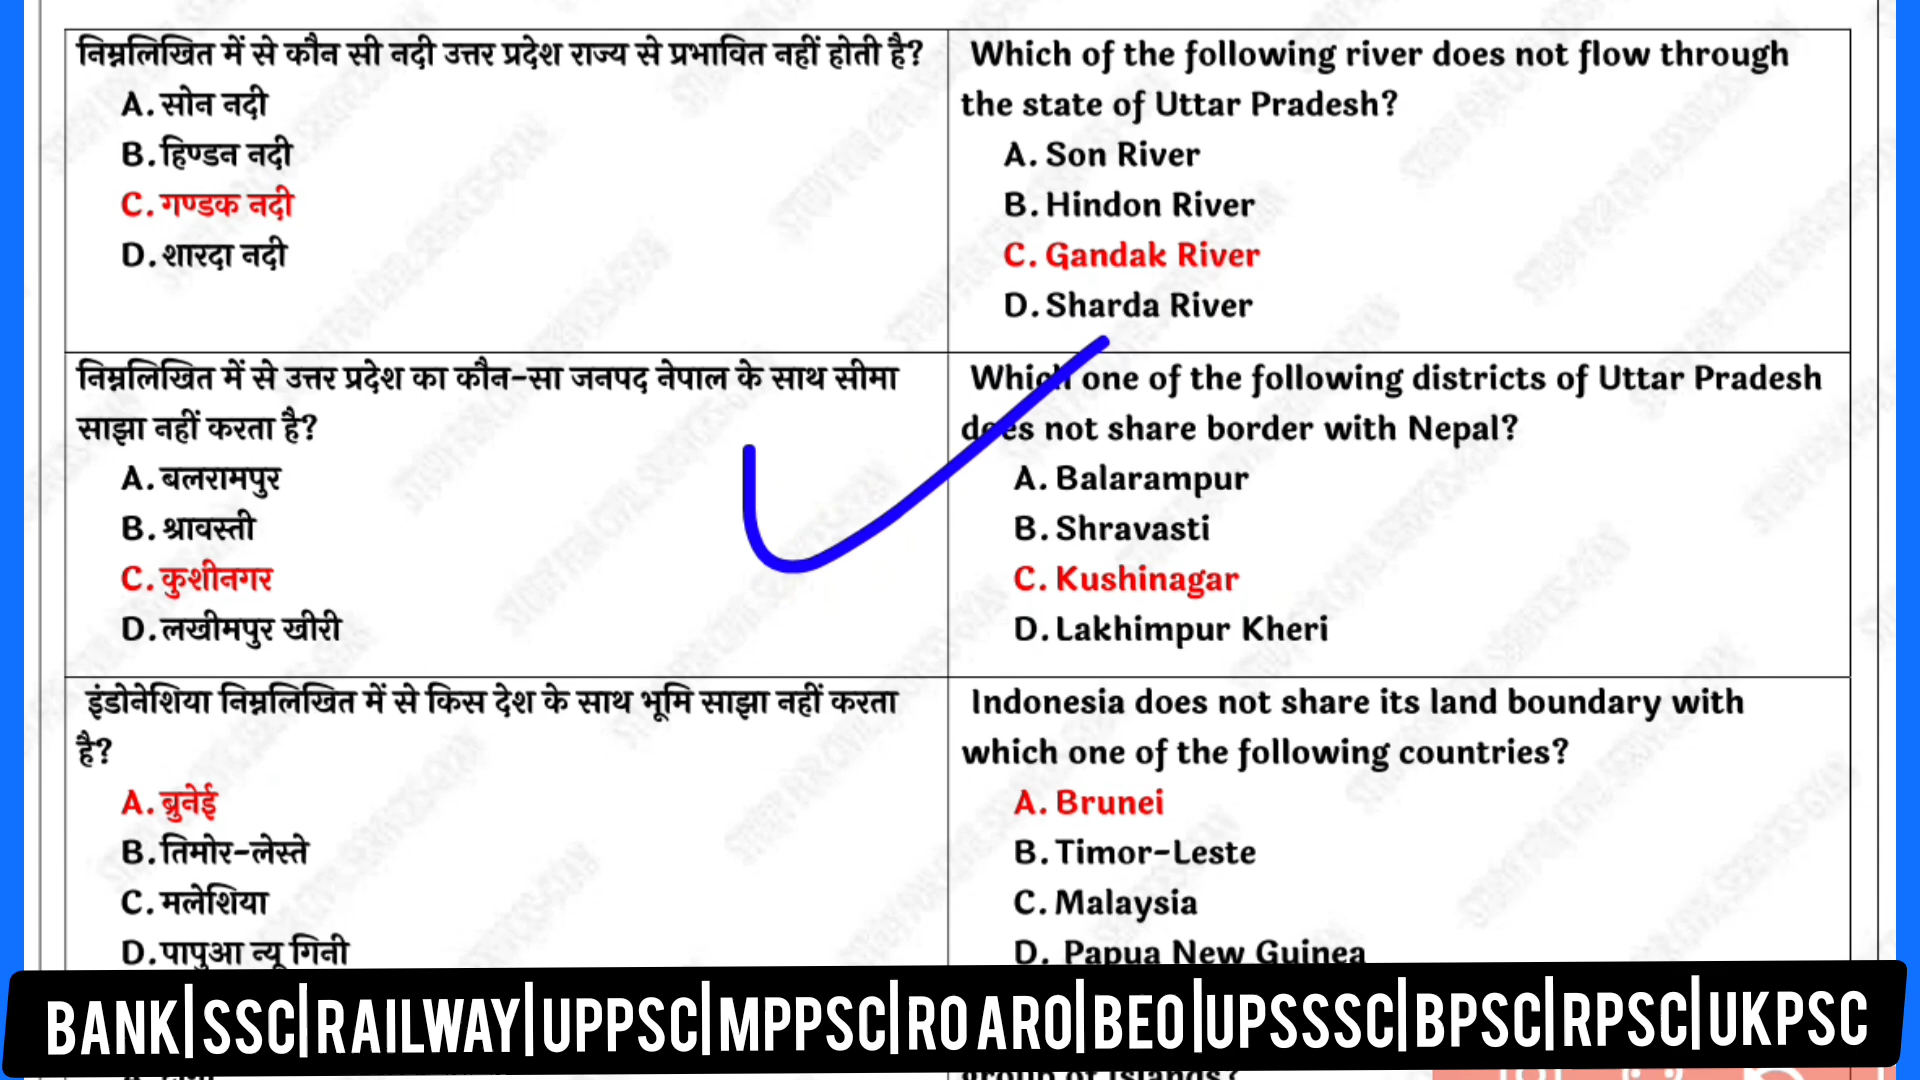 निम्नलिखित में से कौन सी नदी उत्तर प्रदेश राज्य से प्रभावित नहीं होती है?
A. सोन नदी
B. हिण्डन नदी
C. गण्डक नदी
D. शारदा नदी
Which of the following river does not flow through
the state of Uttar Pradesh?
A. Son River
B. Hindon River
C. Gandak River
D. Sharda River
निम्नलिखित में से उत्तर प्रदेश का कौन-सा जनपद नेपाल के साथ सीमा
साझा नहीं करता है?
A. बलरामपुर
B. श्रावस्ती
C. कुशीनगर
D. लखीमपुर खीरी
Which one of the following districts of Uttar Pradesh
does not share border with Nepal?
A. Balarampur
B. Shravasti
C. Kushinagar
D. Lakhimpur Kheri
इंडोनेशिया निम्नलिखित में से किस देश के साथ भूमि साझा नहीं करता
है?
A. ब्रुनेई
B. तिमोर-लेस्ते
C. मलेशिया
D. पापुआ न्यू गिनी
Indonesia does not share its land boundary with
which one of the following countries?
A. Brunei
B. Timor-Leste
C. Malaysia
D. Papua New Guinea
BANK|SSC|RAILWAY|UPPSC|MPPSC|RO ARO|BEO|UPSSSC|BPSC|RPSC|UKPSC
group of islands?